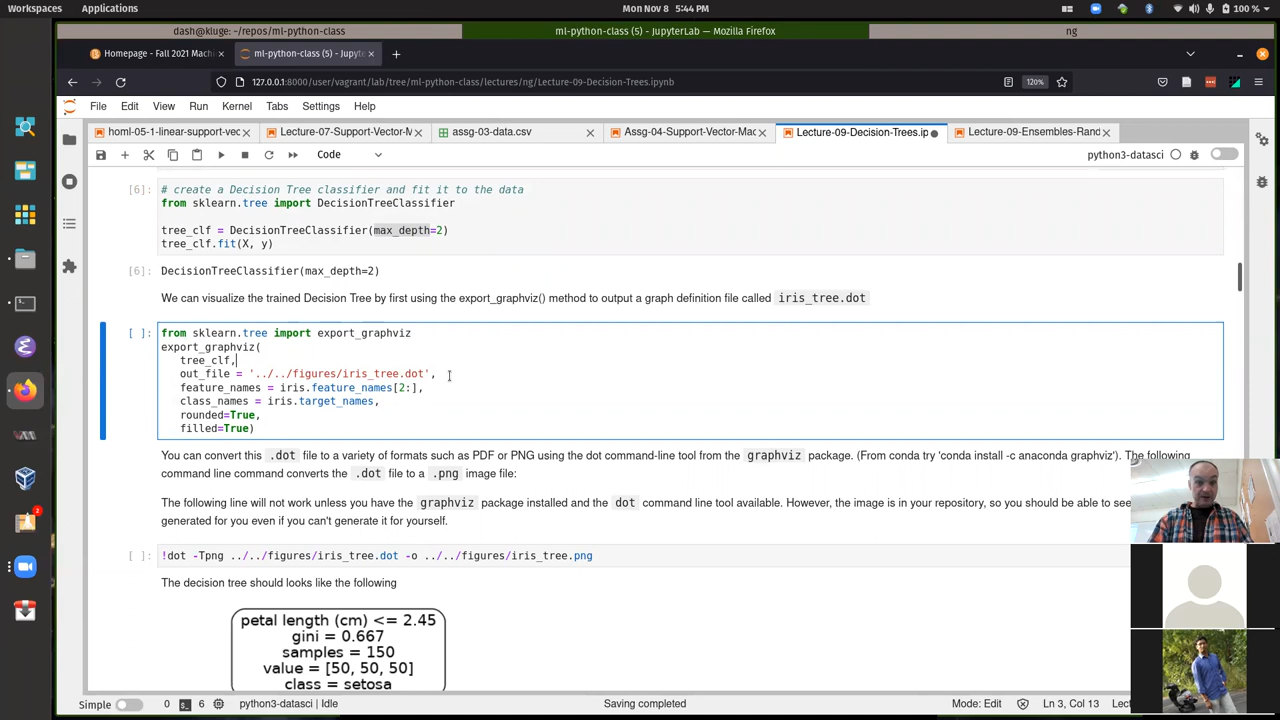 Workspaces Applications Mon Nov 8 5:44 PM 100 %
dash@kluge:~/repos/ml-python-class ml-python-class (5) - JupyterLab — Mozilla Firefox ng
Homepage - Fall 2021 Machi ml-python-class (5) - Jupyte
127.0.0.1:8000/user/vagrant/lab/tree/ml-python-class/lectures/ng/Lecture-09-Decision-Trees.ipynb 120%
File Edit View Run Kernel Tabs Settings Help
homl-05-1-linear-support-vec Lecture-07-Support-Vector-M assg-03-data.csv Assg-04-Support-Vector-Mac Lecture-09-Decision-Trees.ip Lecture-09-Ensembles-Rand
Code python3-datasci
[6]: # create a Decision Tree classifier and fit it to the data
from sklearn.tree import DecisionTreeClassifier
tree_clf = DecisionTreeClassifier(max_depth=2)
tree_clf.fit(X, y)
[6]: DecisionTreeClassifier(max_depth=2)
We can visualize the trained Decision Tree by first using the export_graphviz() method to output a graph definition file called iris_tree.dot
[ ]: from sklearn.tree import export_graphviz
export_graphviz(
tree_clf,
out_file = '../../figures/iris_tree.dot',
feature_names = iris.feature_names[2:],
class_names = iris.target_names,
rounded=True,
filled=True)
You can convert this .dot file to a variety of formats such as PDF or PNG using the dot command-line tool from the graphviz package. (From conda try 'conda install -c anaconda graphviz'). The following
command line command converts the .dot file to a .png image file:
The following line will not work unless you have the graphviz package installed and the dot command line tool available. However, the image is in your repository, so you should be able to see
generated for you even if you can't generate it for yourself.
[ ]: !dot -Tpng ../../figures/iris_tree.dot -o ../../figures/iris_tree.png
The decision tree should looks like the following
petal length (cm) <= 2.45
gini = 0.667
samples = 150
value = [50, 50, 50]
class = setosa
Simple 0 6 python3-datasci | Idle Saving completed Mode: Edit Ln 3, Col 13 Lecture-09-Decision-Trees.ipynb